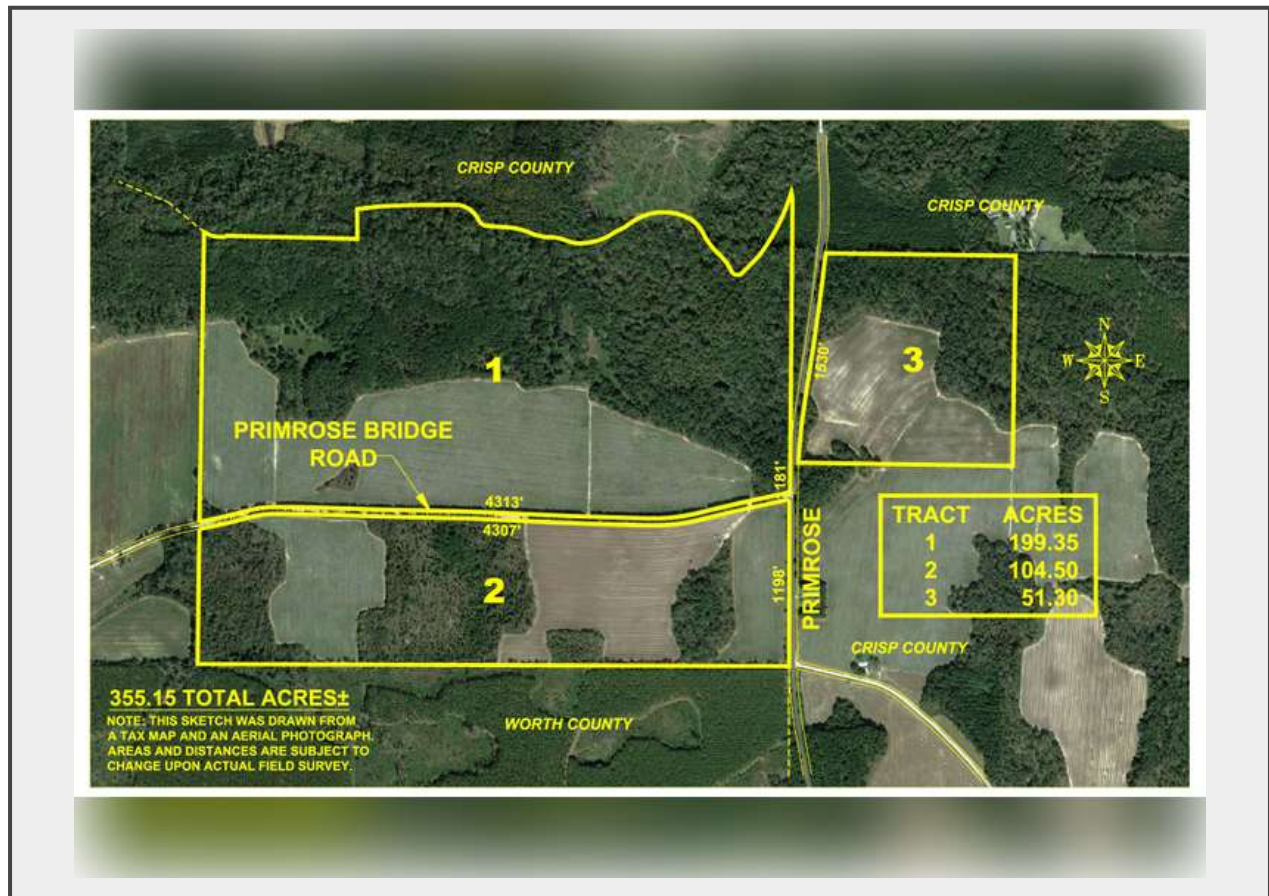 CRISP COUNTY
CRISP COUNTY
N
W E
S
1
3
1530'
PRIMROSE BRIDGE
ROAD
181'
4313'
4307'
2
1198'
PRIMROSE
TRACT ACRES
1 199.35
2 104.50
3 51.30
CRISP COUNTY
355.15 TOTAL ACRES±
NOTE: THIS SKETCH WAS DRAWN FROM
A TAX MAP AND AN AERIAL PHOTOGRAPH.
AREAS AND DISTANCES ARE SUBJECT TO
CHANGE UPON ACTUAL FIELD SURVEY.
WORTH COUNTY